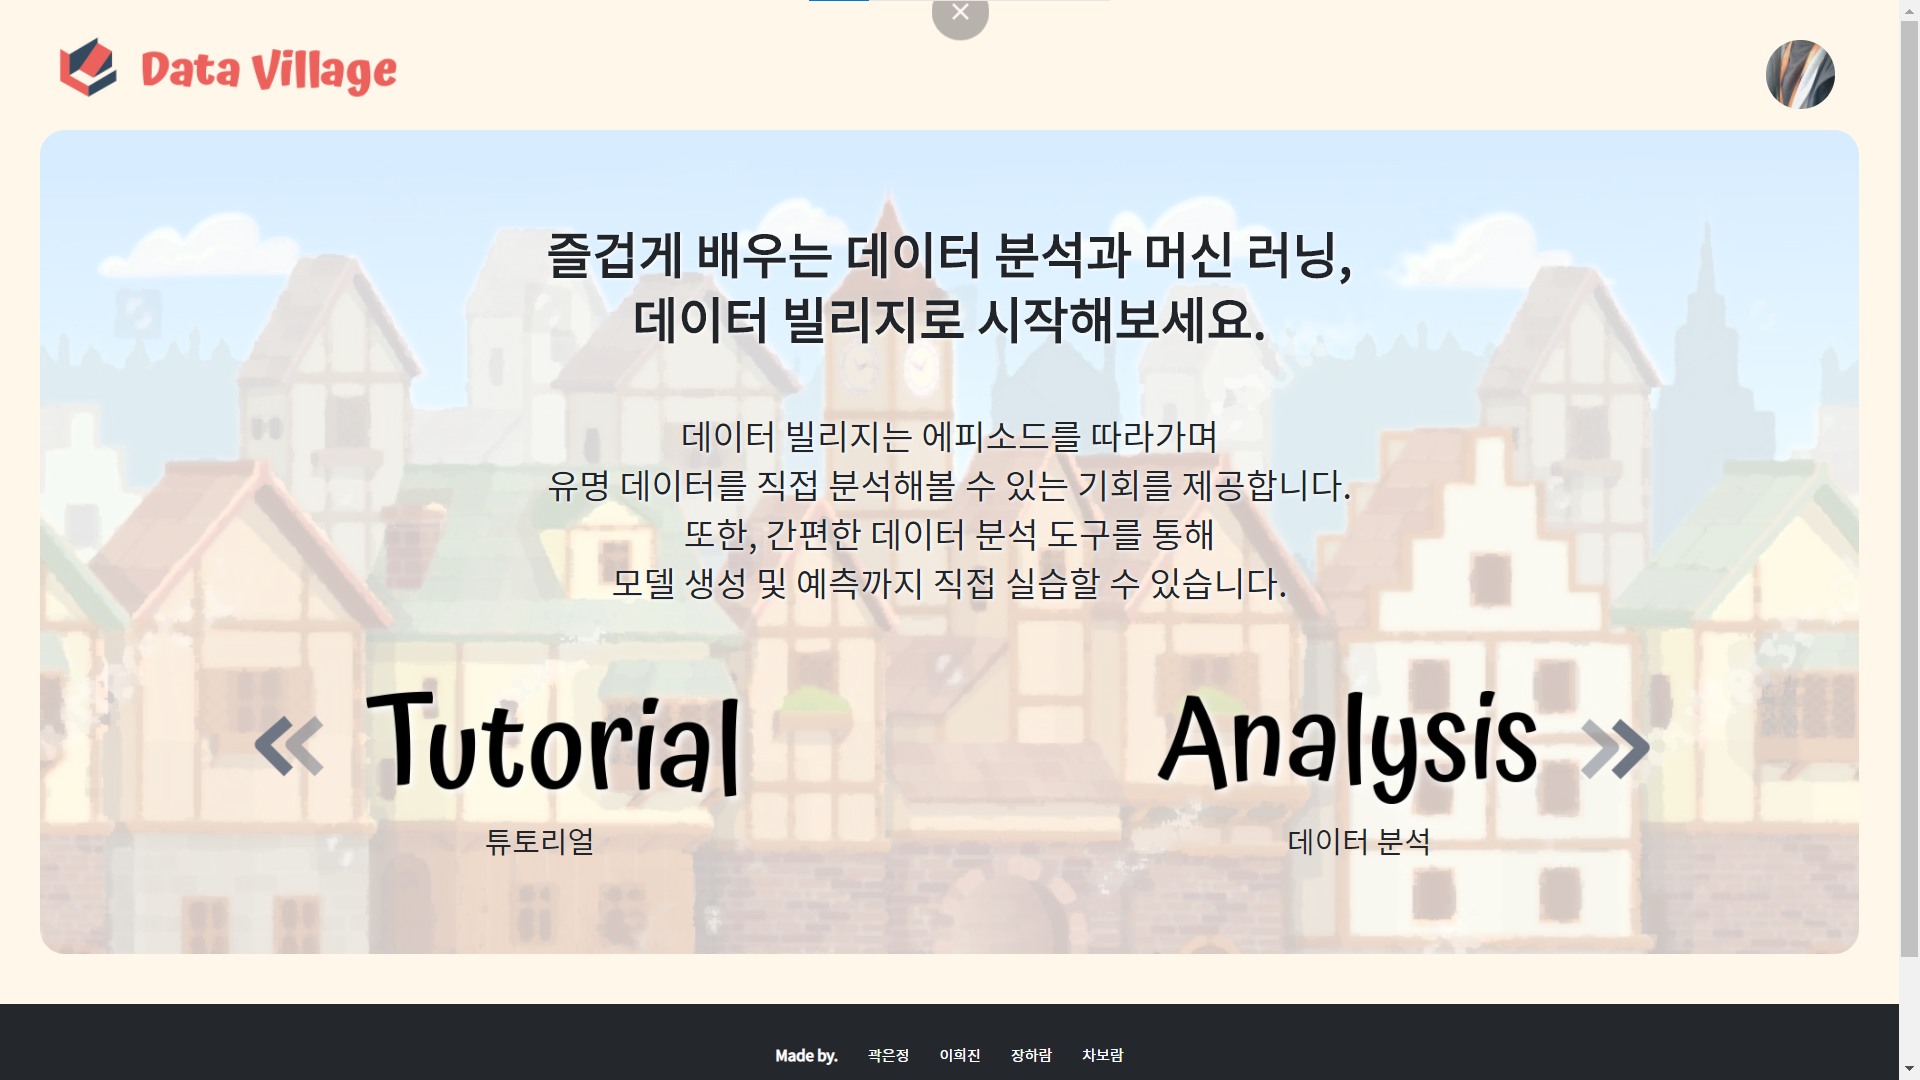 Data Village
즐겁게 배우는 데이터 분석과 머신 러닝,
데이터 빌리지로 시작해보세요.
데이터 빌리지는 에피소드를 따라가며
유명 데이터를 직접 분석해볼 수 있는 기회를 제공합니다.
또한, 간편한 데이터 분석 도구를 통해
모델 생성 및 예측까지 직접 실습할 수 있습니다.
Tutorial
튜토리얼
Analysis
데이터 분석
Made by. 곽은정 이희진 장하람 차보람